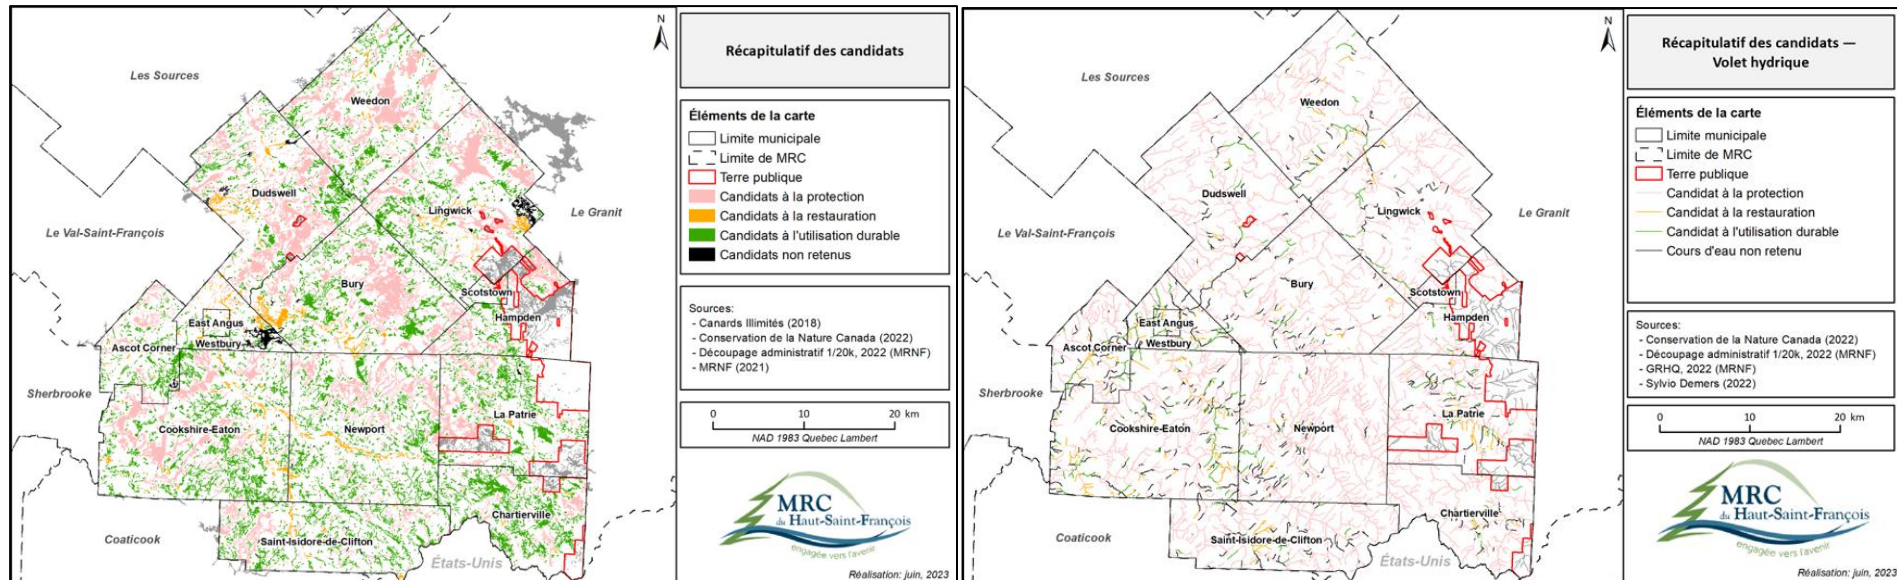 Récapitulatif des candidats
Éléments de la carte
Limite municipale
Limite de MRC
Terre publique
Candidats à la protection
Candidats à la restauration
Candidats à l'utilisation durable
Candidats non retenus
Sources:
- Canards Illimités (2018)
- Conservation de la Nature Canada (2022)
- Découpage administratif 1/20k, 2022 (MRNF)
- MRNF (2021)
0 10 20 km
NAD 1983 Quebec Lambert
MRC
du Haut-Saint-François
engagée vers l'avenir
Réalisation: juin, 2023
N
Les Sources
Weedon
Dudswell
Lingwick
Le Granit
Le Val-Saint-François
Bury
Scotstown
Hampden
East Angus
Westbury
Ascot Corner
Sherbrooke
La Patrie
Cookshire-Eaton
Newport
Chartierville
Saint-Isidore-de-Clifton
Coaticook
États-Unis
Récapitulatif des candidats —
Volet hydrique
Éléments de la carte
Limite municipale
Limite de MRC
Terre publique
Candidat à la protection
Candidat à la restauration
Candidat à l'utilisation durable
Cours d'eau non retenu
Sources:
- Conservation de la Nature Canada (2022)
- Découpage administratif 1/20k, 2022 (MRNF)
- GRHQ, 2022 (MRNF)
- Sylvio Demers (2022)
0 10 20 km
NAD 1983 Quebec Lambert
MRC
du Haut-Saint-François
engagée vers l'avenir
Réalisation: juin, 2023
N
Les Sources
Weedon
Dudswell
Lingwick
Le Granit
Le Val-Saint-François
Bury
Scotstown
Hampden
East Angus
Westbury
Ascot Corner
Sherbrooke
La Patrie
Cookshire-Eaton
Newport
Chartierville
Saint-Isidore-de-Clifton
Coaticook
États-Unis